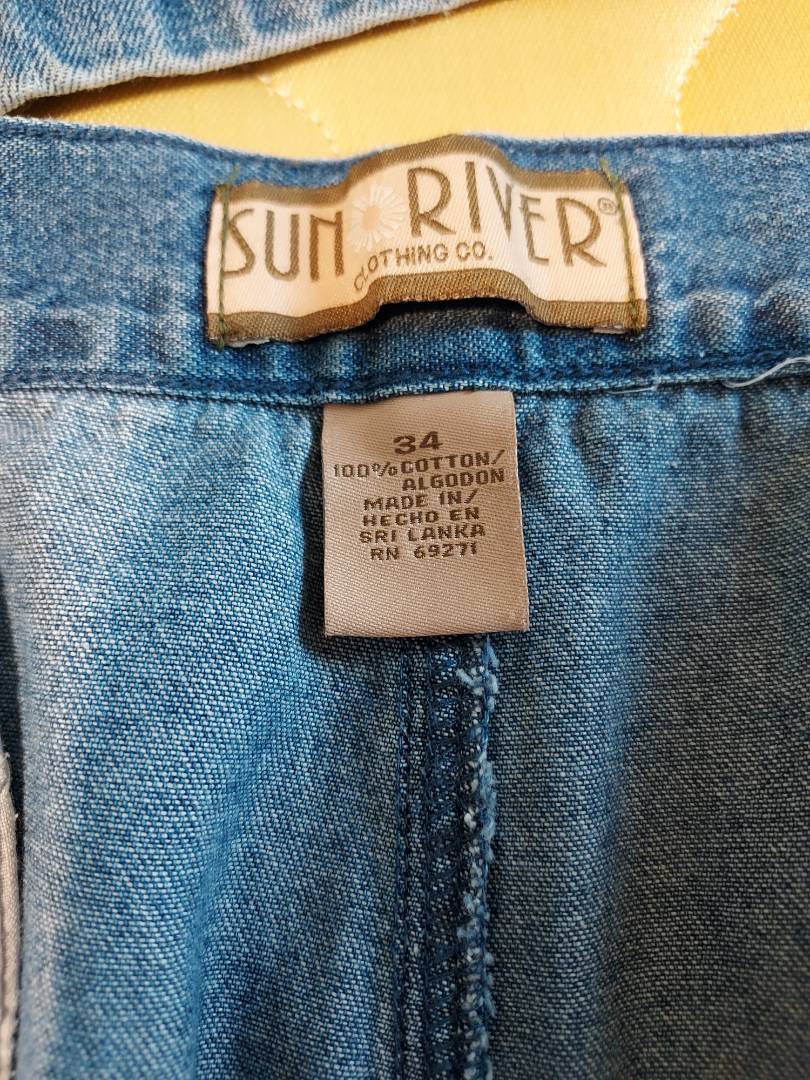 SUN RIVER®
CLOTHING CO.
34
100% COTTON/
ALGODON
MADE IN/
HECHO EN
SRI LANKA
RN 69271